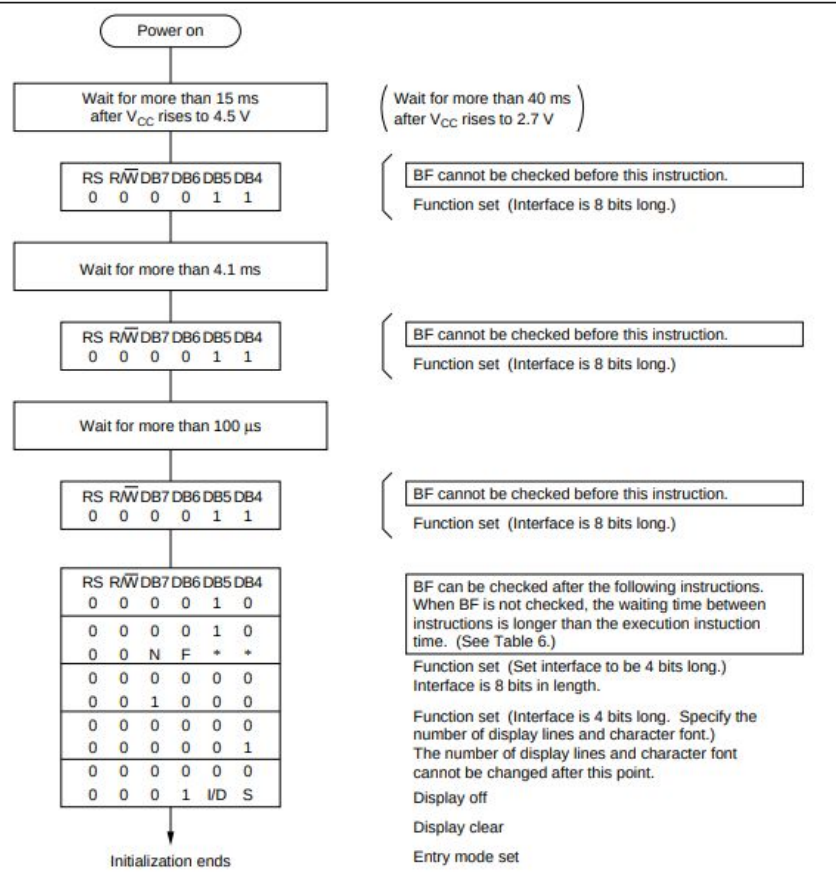 Power on
Wait for more than 15 ms
after VCC rises to 4.5 V
Wait for more than 40 ms
after VCC rises to 2.7 V
RS R/W DB7 DB6 DB5 DB4
0 0 0 0 1 1
BF cannot be checked before this instruction.
Function set (Interface is 8 bits long.)
Wait for more than 4.1 ms
RS R/W DB7 DB6 DB5 DB4
0 0 0 0 1 1
BF cannot be checked before this instruction.
Function set (Interface is 8 bits long.)
Wait for more than 100 μs
RS R/W DB7 DB6 DB5 DB4
0 0 0 0 1 1
BF cannot be checked before this instruction.
Function set (Interface is 8 bits long.)
RS R/W DB7 DB6 DB5 DB4
0 0 0 0 1 0
0 0 0 0 1 0
0 0 N F * *
0 0 0 0 0 0
0 0 1 0 0 0
0 0 0 0 0 0
0 0 0 0 0 1
0 0 0 0 0 0
0 0 0 1 I/D S
Initialization ends
BF can be checked after the following instructions.
When BF is not checked, the waiting time between
instructions is longer than the execution instuction
time. (See Table 6.)
Function set (Set interface to be 4 bits long.)
Interface is 8 bits in length.
Function set (Interface is 4 bits long. Specify the
number of display lines and character font.)
The number of display lines and character font
cannot be changed after this point.
Display off
Display clear
Entry mode set